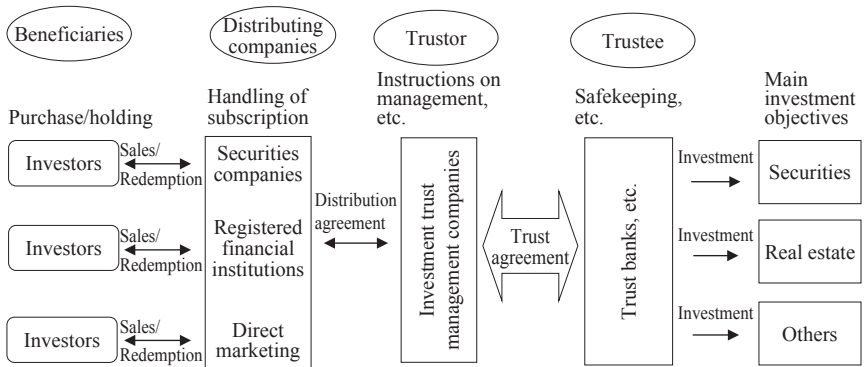 Beneficiaries
Distributing
companies
Trustor
Trustee
Purchase/holding
Handling of
subscription
Instructions on
management,
etc.
Safekeeping,
etc.
Main
investment
objectives
Investors
Sales/
Redemption
Securities
companies
Investors
Sales/
Redemption
Registered
financial
institutions
Investors
Sales/
Redemption
Direct
marketing
Distribution
agreement
Investment trust
management companies
Trust
agreement
Trust banks, etc.
Investment
Securities
Investment
Real estate
Investment
Others